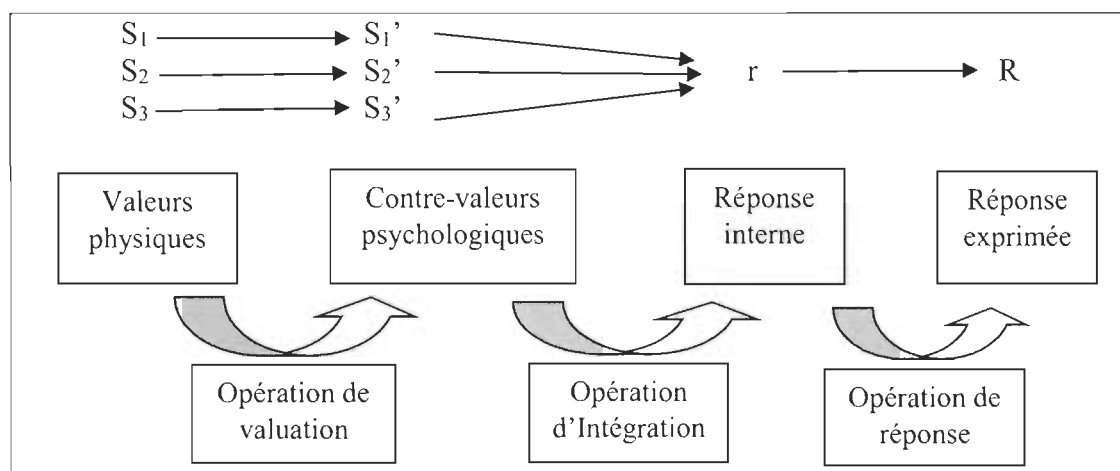 S₁ S₁’
S₂ S₂’ r R
S₃ S₃’
Valeurs physiques
Contre-valeurs psychologiques
Réponse interne
Réponse exprimée
Opération de valuation
Opération d’Intégration
Opération de réponse